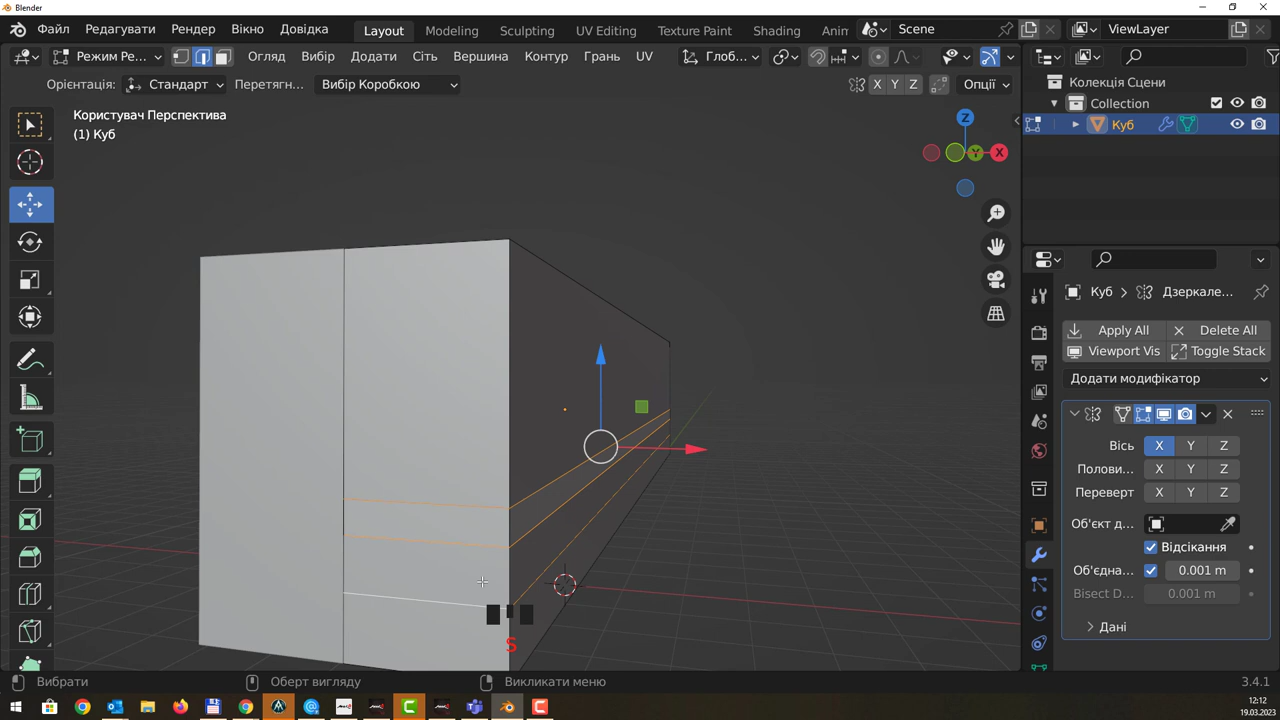 Blender
Файл Редагувати Рендер Вікно Довідка Layout Modeling Sculpting UV Editing Texture Paint Shading Anim Scene ViewLayer
Режим Ре... Огляд Вибір Додати Сіть Вершина Контур Грань UV Глоб...
Орієнтація: Стандарт Перетягн... Вибір Коробкою X Y Z Опції
Користувач Перспектива
(1) Куб
Z
Y X
Колекція Сцени
Collection
Куб
Куб Дзеркале...
Apply All Delete All
Viewport Vis Toggle Stack
Додати модифікатор
Вісь X Y Z
Полови... X Y Z
Переверт X Y Z
Об'єкт д...
Відсікання
Об'єдна... 0.001 m
Bisect D... 0.001 m
Дані
S
Вибрати Оберт вигляду Викликати меню 3.4.1
12:12
19.03.2023